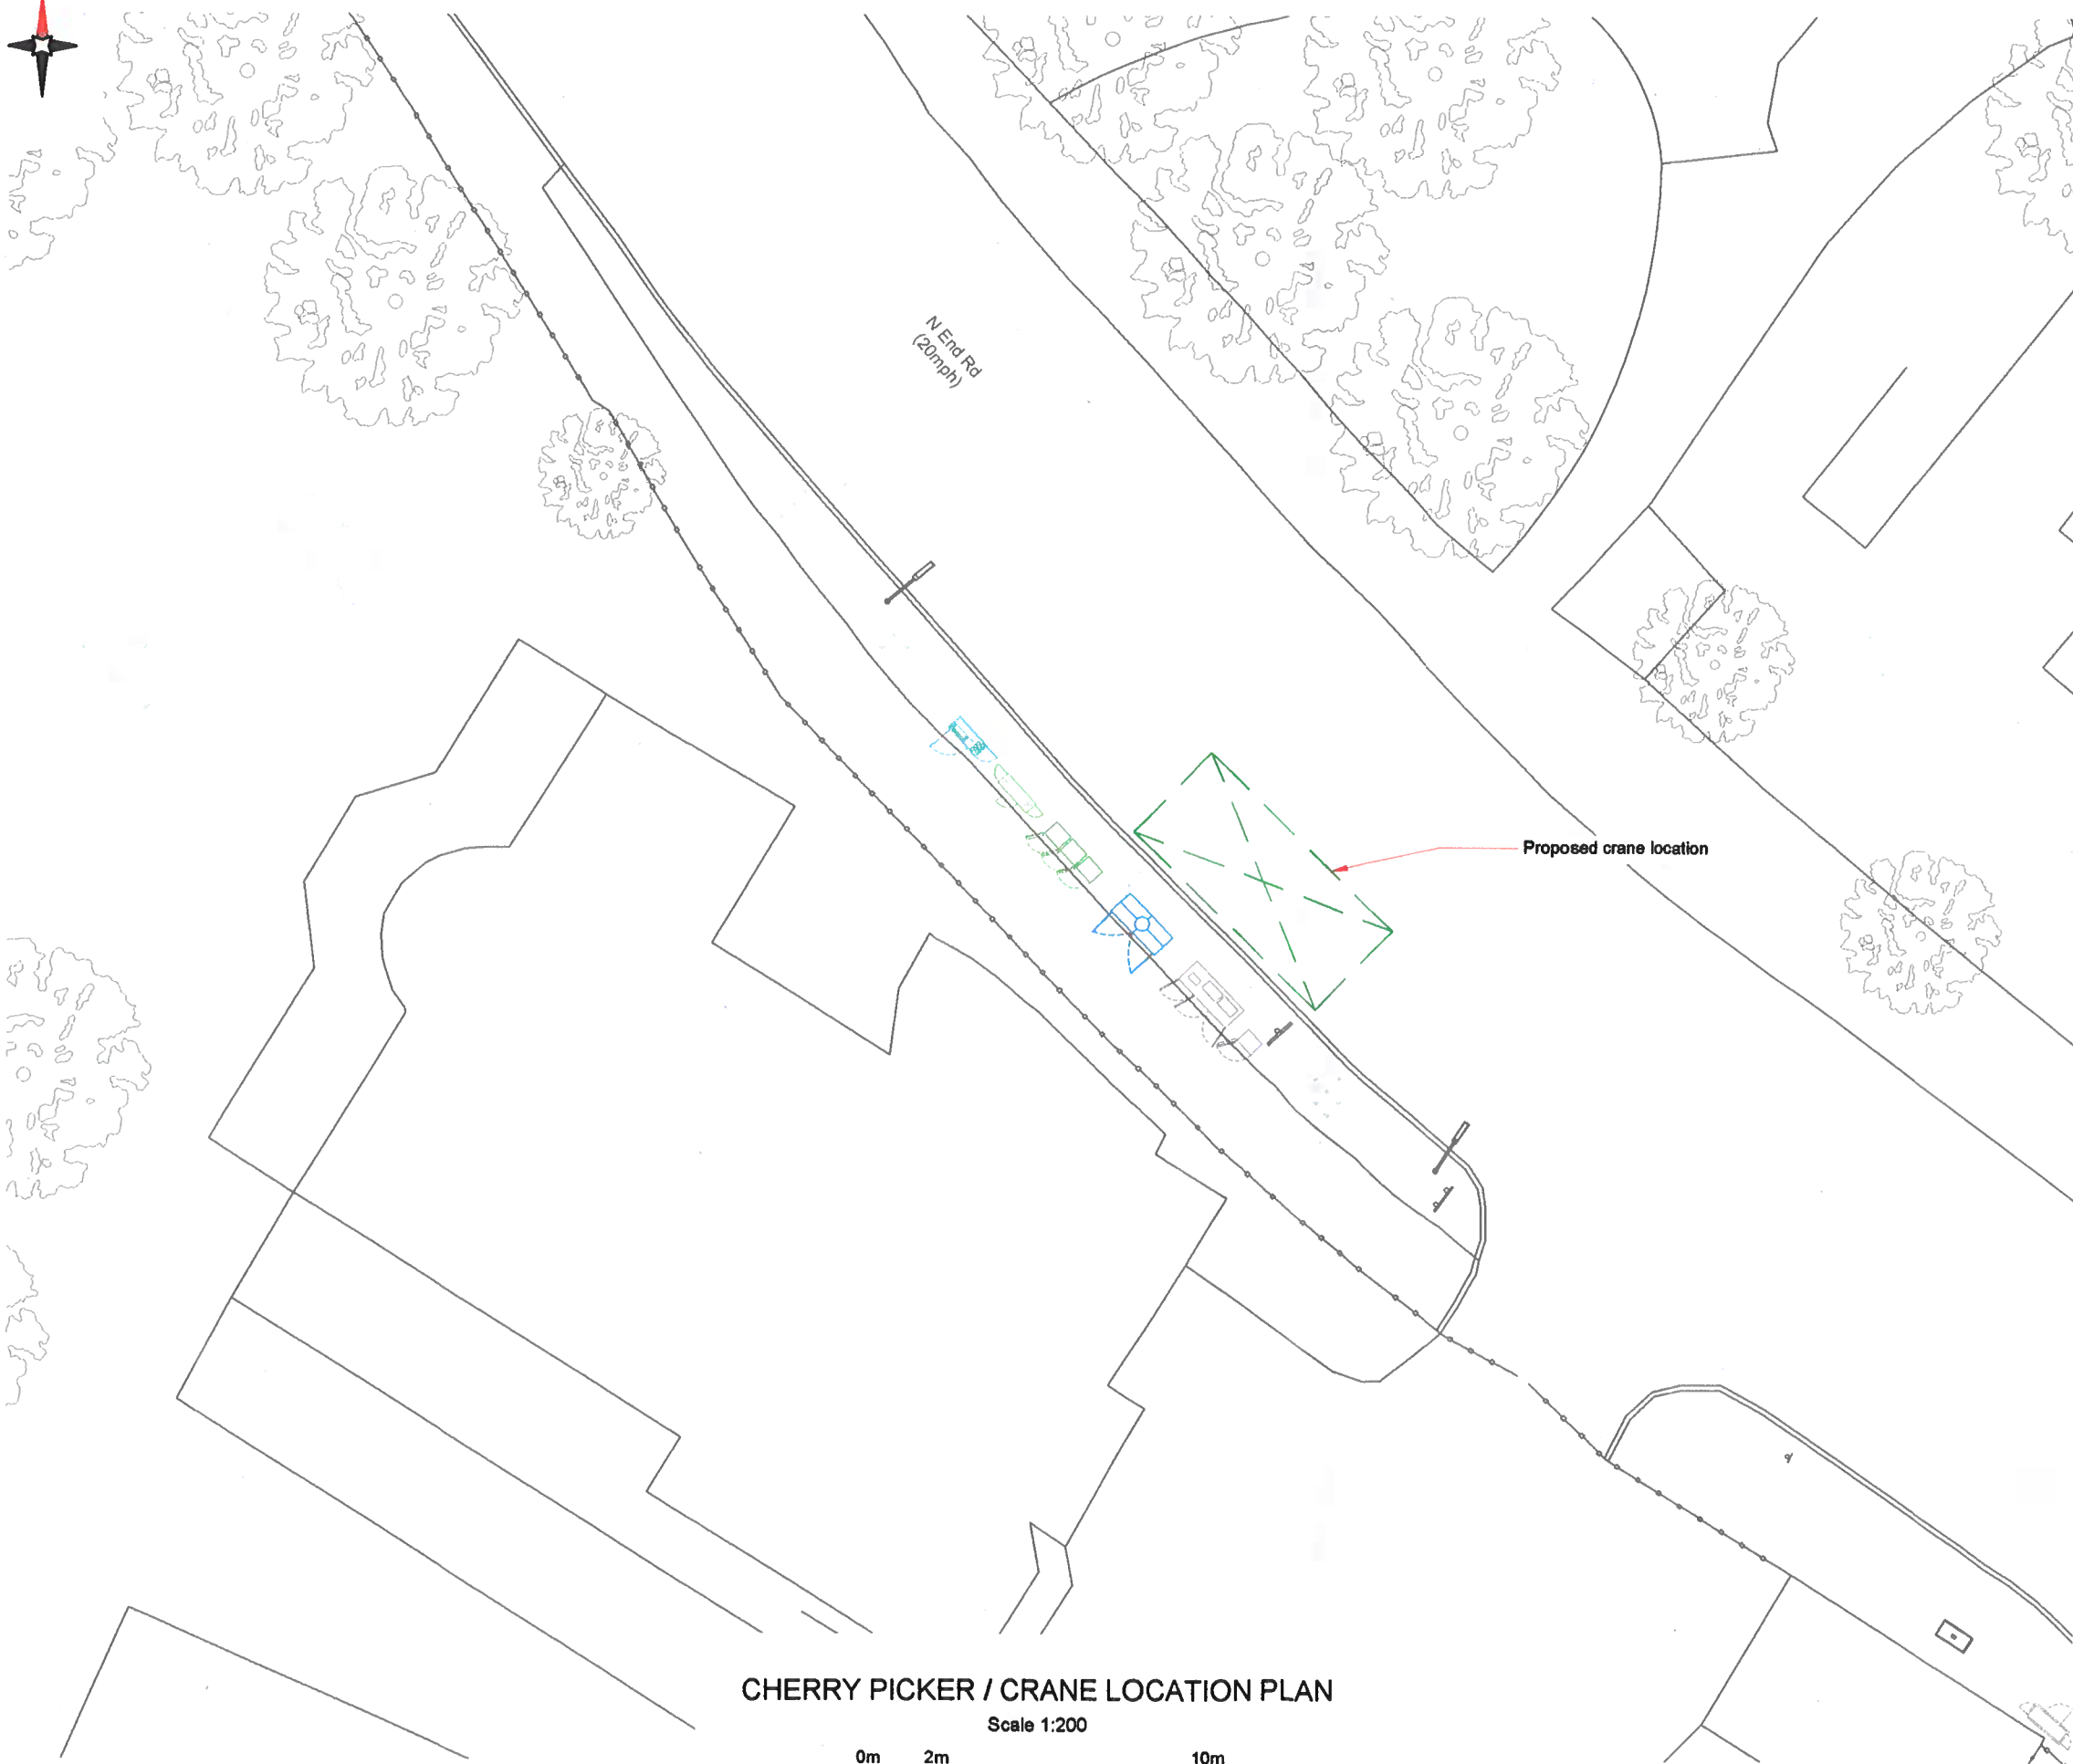 N End Rd
(20mph)
Proposed crane location
CHERRY PICKER / CRANE LOCATION PLAN
Scale 1:200
0m 2m 10m